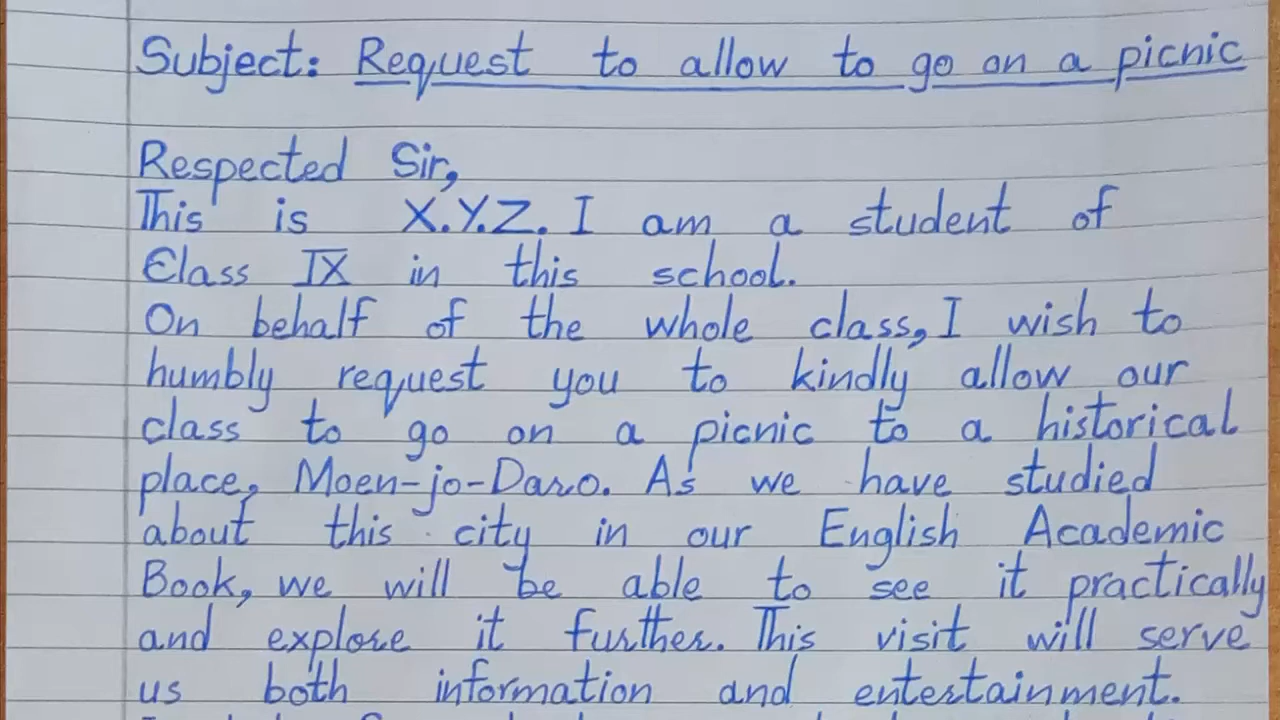 Subject: Request to allow to go on a picnic
Respected Sir,
This is X.Y.Z. I am a student of
Class IX in this school.
On behalf of the whole class, I wish to
humbly request you to kindly allow our
class to go on a picnic to a historical
place, Moen-jo-Daro. As we have studied
about this city in our English Academic
Book, we will be able to see it practically
and explore it further. This visit will serve
us both information and entertainment.